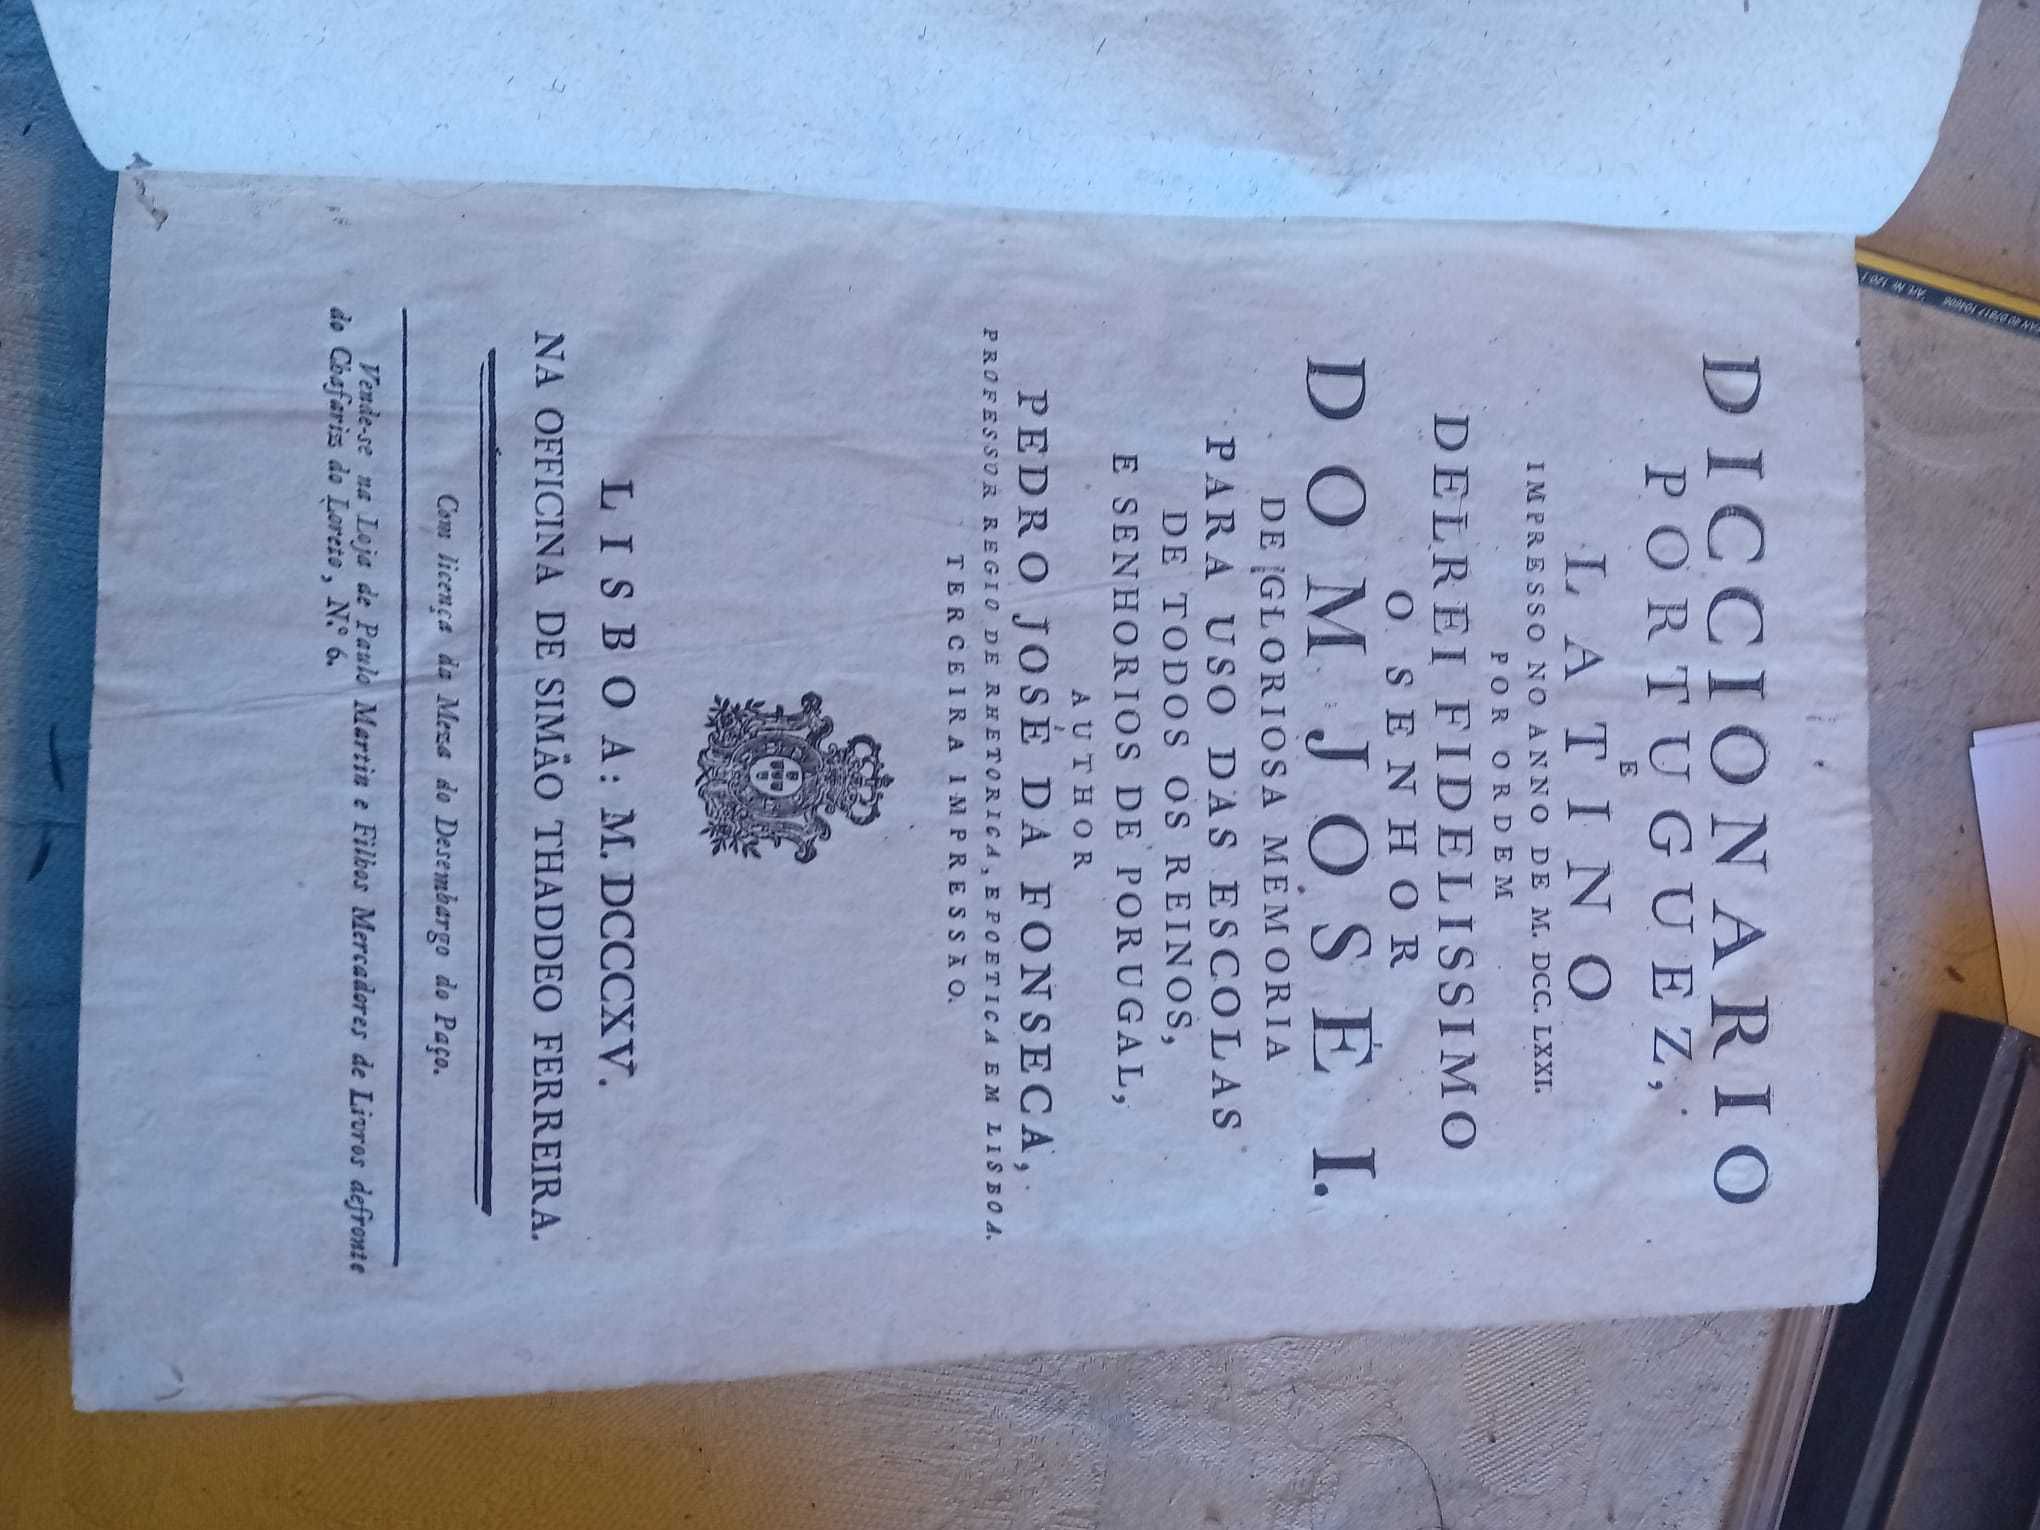 DICCIONARIO
PORTUGUEZ,
E
LATINO
IMPRESSO NO ANNO DE M. DCC. LXXI.
POR ORDEM
DELREI FIDELISSIMO
O SENHOR
DOM JOSÉ I.
DE GLORIOSA MEMORIA
PARA USO DAS ESCOLAS
DE TODOS OS REINOS,
E SENHORIOS DE PORUGAL,
AUTHOR
PEDRO JOSÉ DA FONSECA,
PROFESSOR REGIO DE RHETORICA, E POETICA EM LISBOA.
TERCEIRA IMPRESSÃO.
LISBOA: M. DCCCXV.
NA OFFICINA DE SIMÃO THADDEO FERREIRA.
Com licença da Meza do Desembargo do Paço.
Vende-se na Loja de Paulo Martin e Filhos Mercadores de Livros defronte
do Chafariz do Loreto, N.º 6.
Art. Nr. 120-1